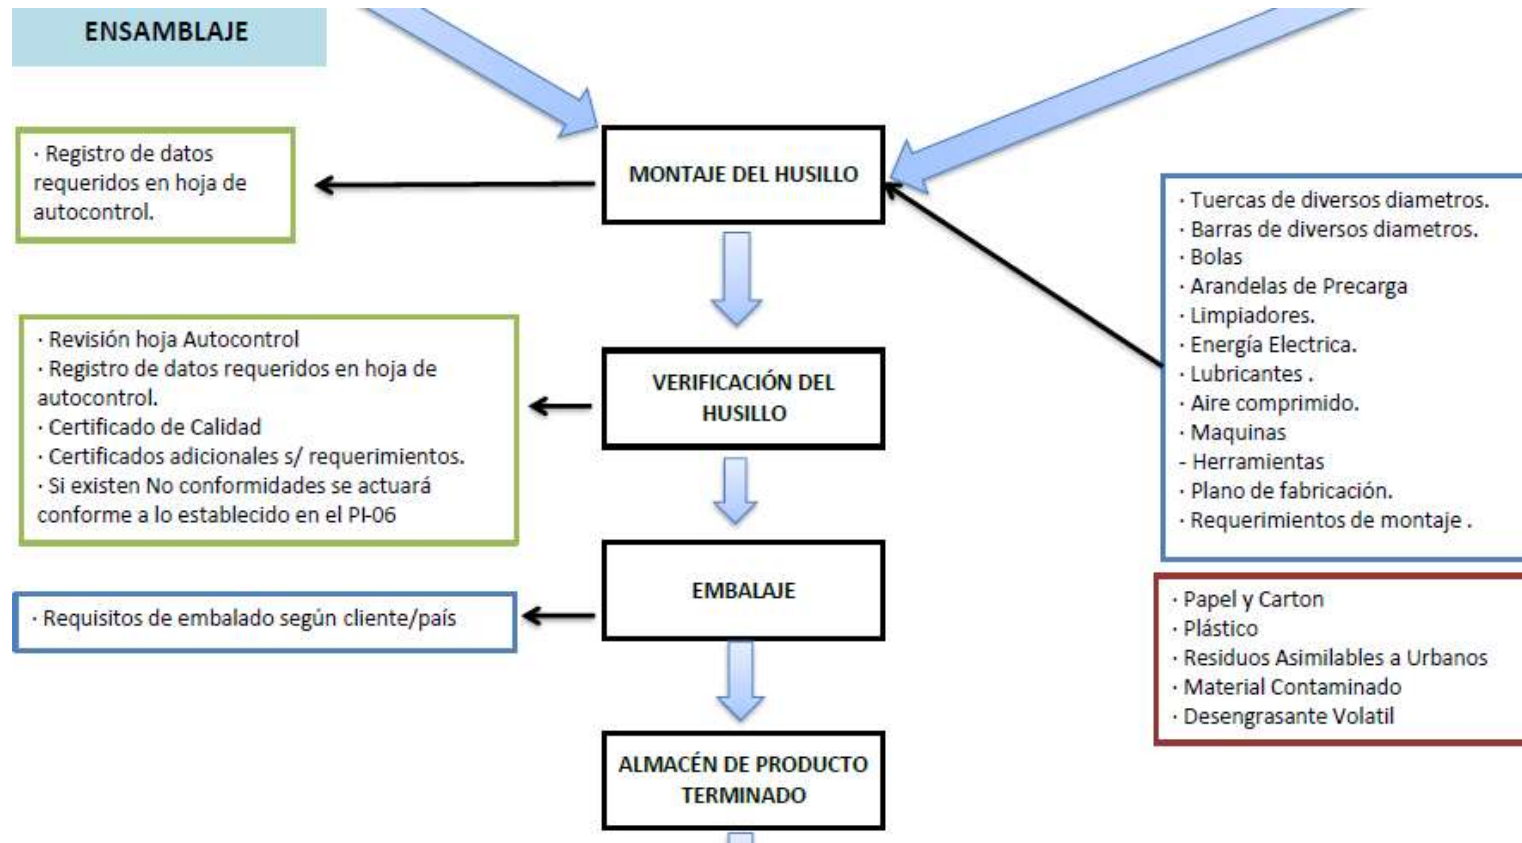 ENSAMBLAJE
· Registro de datos
requeridos en hoja de
autocontrol.
MONTAJE DEL HUSILLO
· Tuercas de diversos diametros.
· Barras de diversos diametros.
· Bolas
· Arandelas de Precarga
· Limpiadores.
· Energía Electrica.
· Lubricantes .
· Aire comprimido.
· Maquinas
- Herramientas
· Plano de fabricación.
· Requerimientos de montaje .
· Revisión hoja Autocontrol
· Registro de datos requeridos en hoja de
autocontrol.
· Certificado de Calidad
· Certificados adicionales s/ requerimientos.
· Si existen No conformidades se actuará
conforme a lo establecido en el PI-06
VERIFICACIÓN DEL
HUSILLO
· Requisitos de embalado según cliente/país
EMBALAJE
· Papel y Carton
· Plástico
· Residuos Asimilables a Urbanos
· Material Contaminado
· Desengrasante Volatil
ALMACÉN DE PRODUCTO
TERMINADO